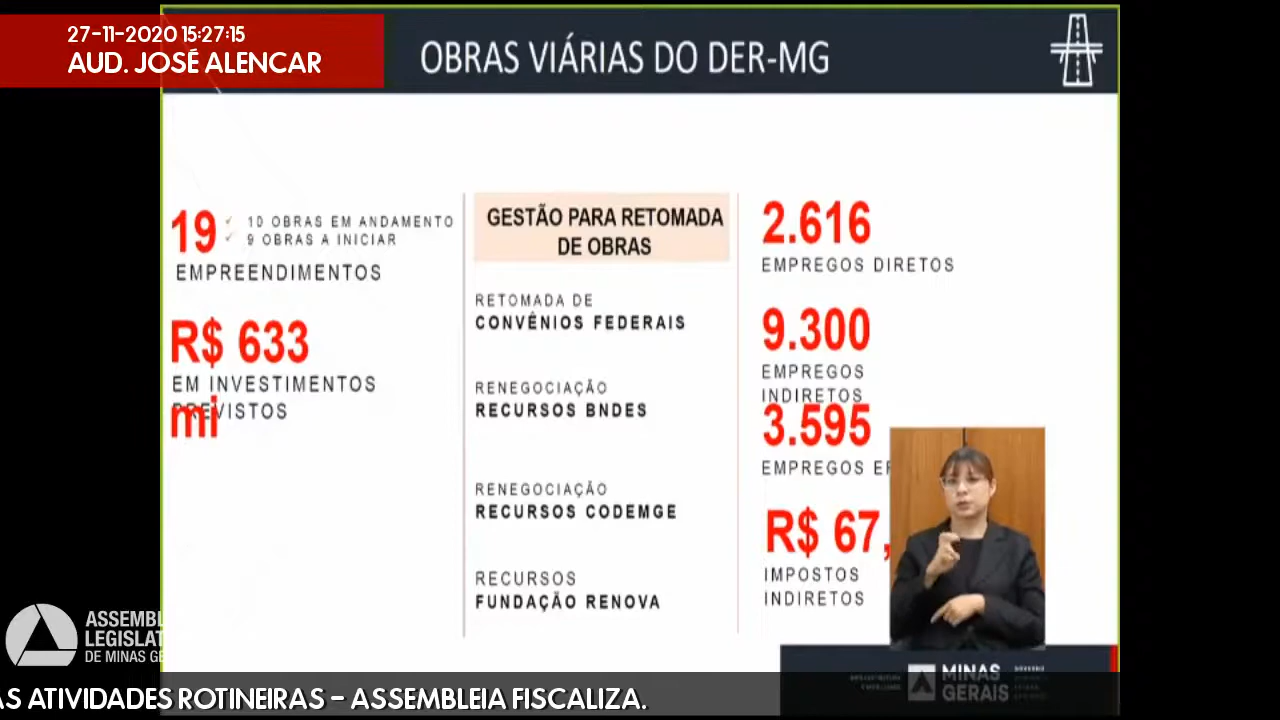 27-11-2020 15:27:15
AUD. JOSÉ ALENCAR
OBRAS VIÁRIAS DO DER-MG
19
10 OBRAS EM ANDAMENTO
9 OBRAS A INICIAR
EMPREENDIMENTOS
R$ 633
mi
EM INVESTIMENTOS
PREVISTOS
GESTÃO PARA RETOMADA
DE OBRAS
RETOMADA DE
CONVÊNIOS FEDERAIS
RENEGOCIAÇÃO
RECURSOS BNDES
RENEGOCIAÇÃO
RECURSOS CODEMGE
RECURSOS
FUNDAÇÃO RENOVA
2.616
EMPREGOS DIRETOS
9.300
EMPREGOS
INDIRETOS
3.595
EMPREGOS
R$ 67,
IMPOSTOS
INDIRETOS
ASSEMBL
LEGISLAT
DE MINAS GE
MINAS
GERAIS
AS ATIVIDADES ROTINEIRAS – ASSEMBLEIA FISCALIZA.